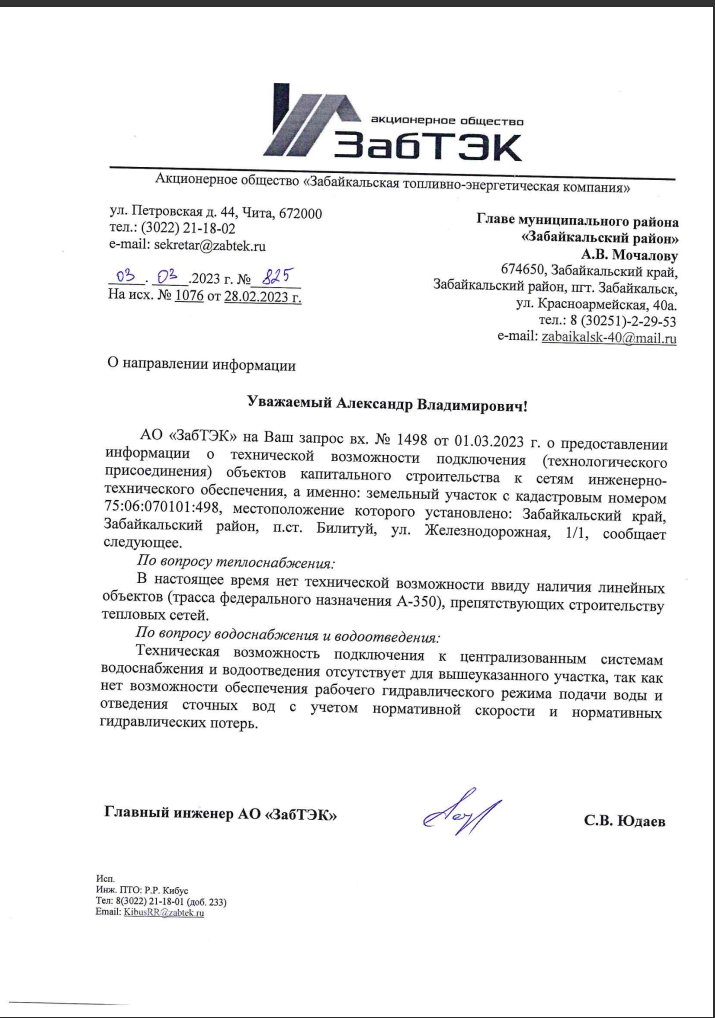 акционерное общество
ЗабТЭК
Акционерное общество «Забайкальская топливно-энергетическая компания»
ул. Петровская д. 44, Чита, 672000
тел.: (3022) 21-18-02
e-mail: sekretar@zabtek.ru
03. 03 .2023 г. № 825
На исх. № 1076 от 28.02.2023 г.
Главе муниципального района
«Забайкальский район»
А.В. Мочалову
674650, Забайкальский край,
Забайкальский район, пгт. Забайкальск,
ул. Красноармейская, 40а.
тел.: 8 (30251)-2-29-53
e-mail: zabaikalsk-40@mail.ru
О направлении информации
Уважаемый Александр Владимирович!
АО «ЗабТЭК» на Ваш запрос вх. № 1498 от 01.03.2023 г. о предоставлении
информации о технической возможности подключения (технологического
присоединения) объектов капитального строительства к сетям инженерно-
технического обеспечения, а именно: земельный участок с кадастровым номером
75:06:070101:498, местоположение которого установлено: Забайкальский край,
Забайкальский район, п.ст. Билитуй, ул. Железнодорожная, 1/1, сообщает
следующее.
По вопросу теплоснабжения:
В настоящее время нет технической возможности ввиду наличия линейных
объектов (трасса федерального назначения А-350), препятствующих строительству
тепловых сетей.
По вопросу водоснабжения и водоотведения:
Техническая возможность подключения к централизованным системам
водоснабжения и водоотведения отсутствует для вышеуказанного участка, так как
нет возможности обеспечения рабочего гидравлического режима подачи воды и
отведения сточных вод с учетом нормативной скорости и нормативных
гидравлических потерь.
Главный инженер АО «ЗабТЭК»
С.В. Юдаев
Исп.
Инж. ПТО: Р.Р. Кибус
Тел: 8(3022) 21-18-01 (доб. 233)
Email: KibusRR@zabtek.ru